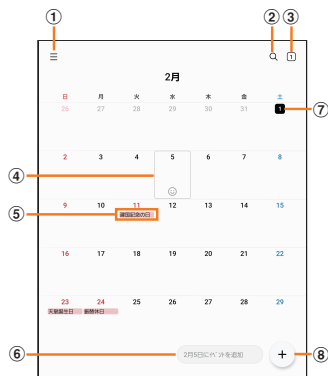 ① ② ③
1
2月
日 月 火 水 木 金 土
26 27 28 29 30 31 1 ⑦
2 3 4 5 6 7 8
④
⑤
9 10 11 12 13 14 15
建国記念の日
16 17 18 19 20 21 22
23 24 25 26 27 28 29
天皇誕生日 振替休日
⑥ 2月5日にイベントを追加 + ⑧